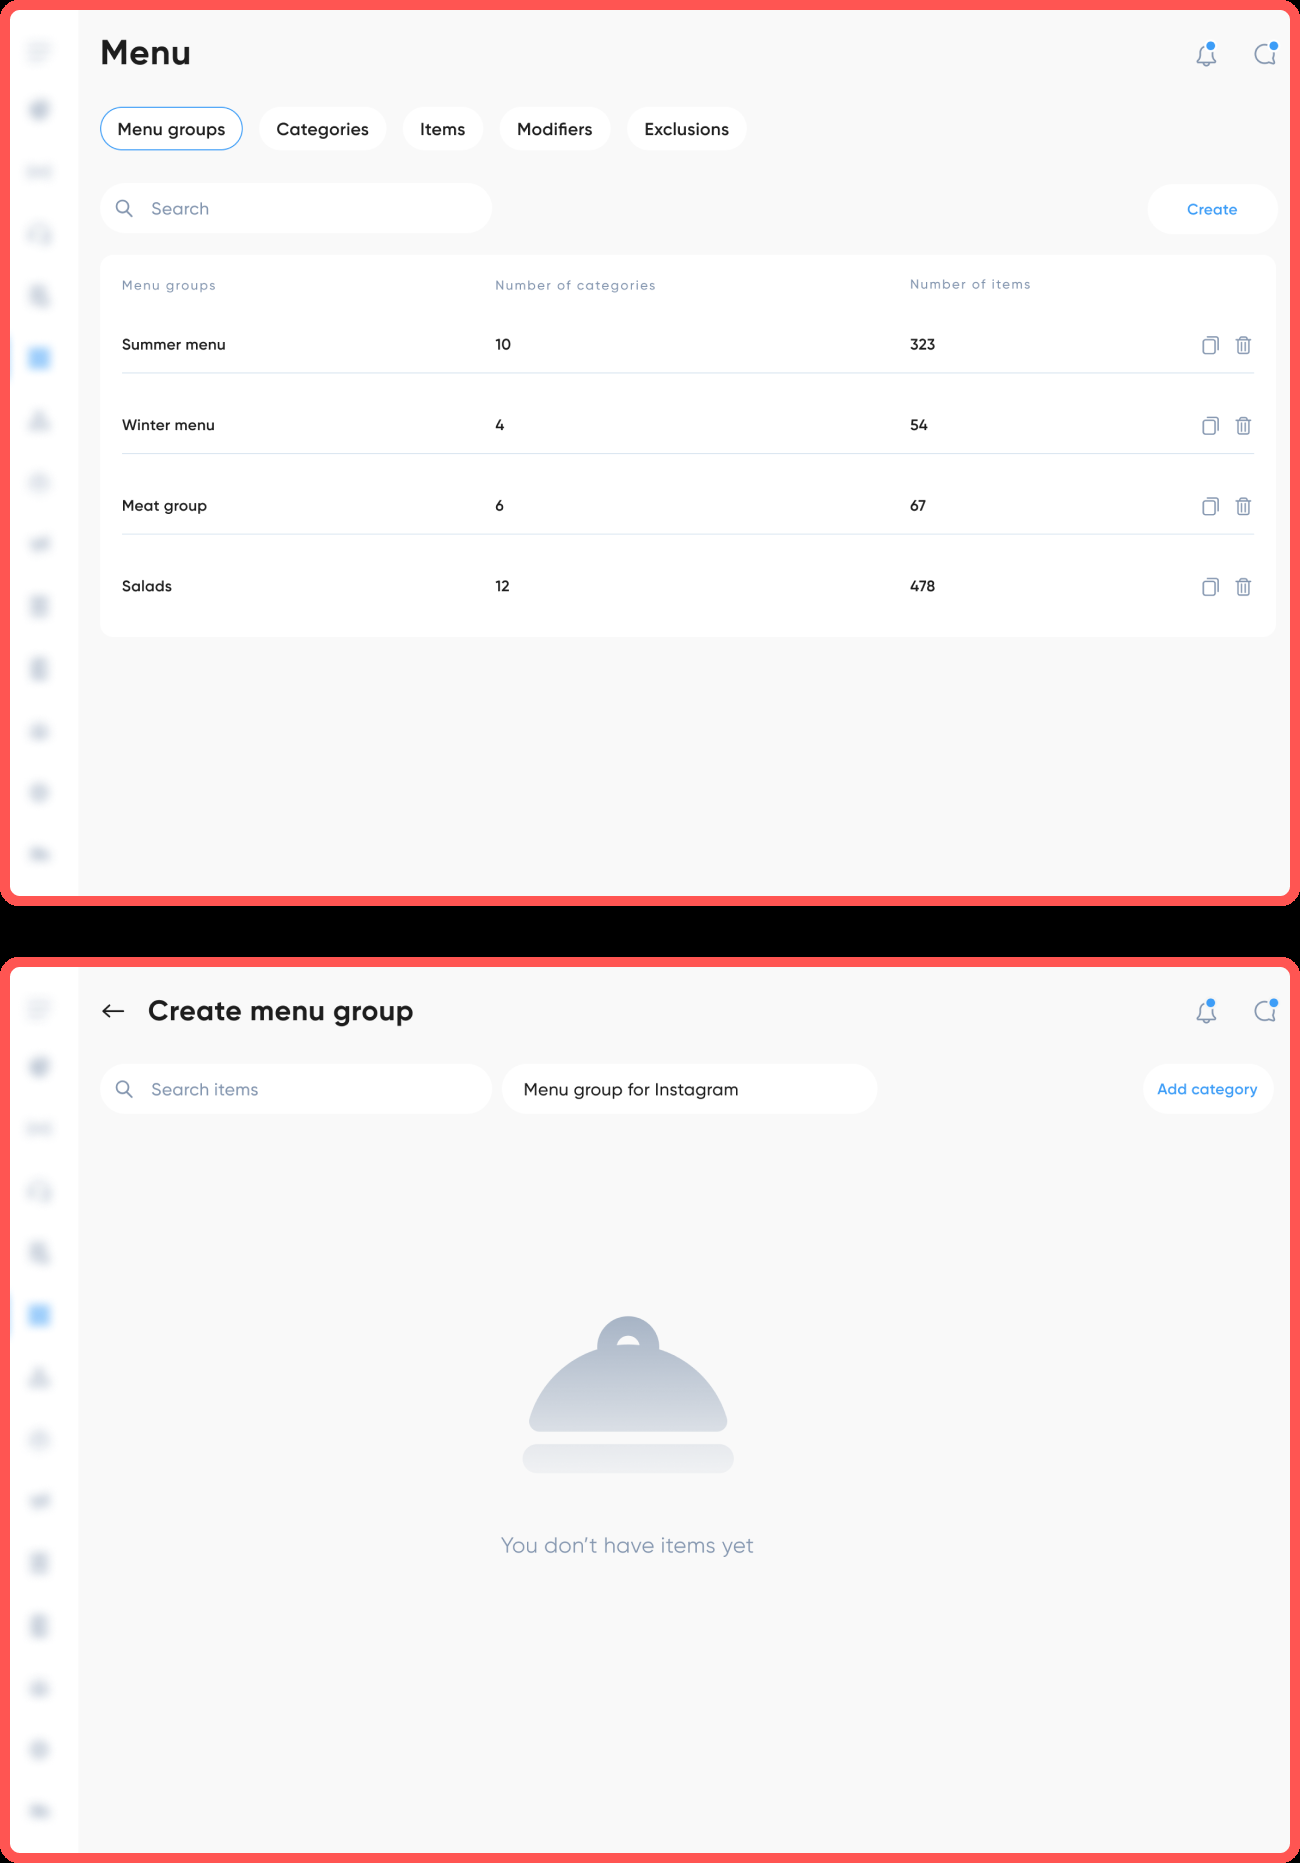 Menu
Menu groups Categories Items Modifiers Exclusions
Search Create
Menu groups Number of categories Number of items
Summer menu 10 323
Winter menu 4 54
Meat group 6 67
Salads 12 478
Create menu group
Search items Menu group for Instagram Add category
You don’t have items yet